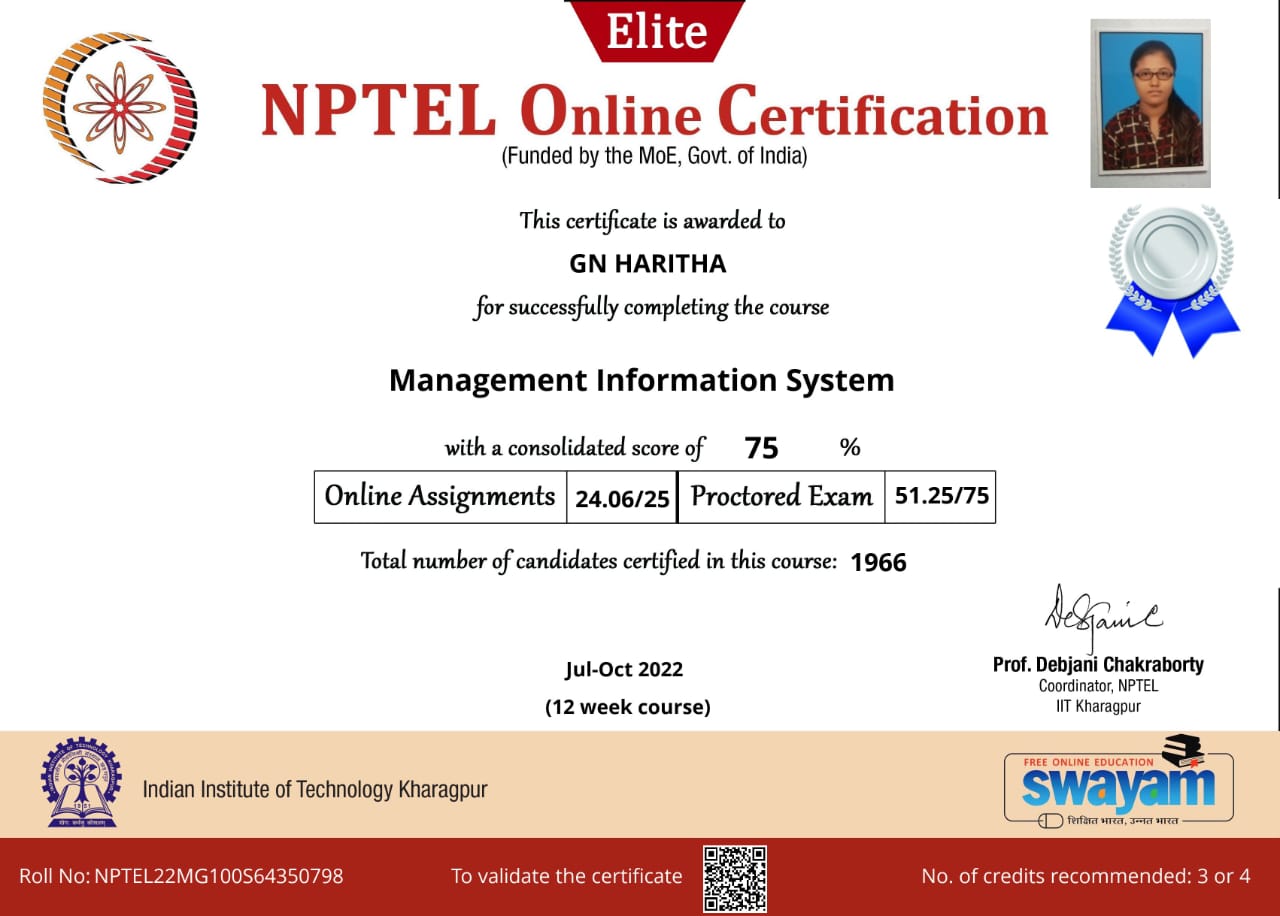 Elite
NPTEL Online Certification
(Funded by the MoE, Govt. of India)
This certificate is awarded to
GN HARITHA
for successfully completing the course
Management Information System
with a consolidated score of 75 %
Online Assignments 24.06/25 Proctored Exam 51.25/75
Total number of candidates certified in this course: 1966
Jul-Oct 2022
(12 week course)
Prof. Debjani Chakraborty
Coordinator, NPTEL
IIT Kharagpur
Indian Institute of Technology Kharagpur
1951
योगः कर्मसु कौशलम्
FREE ONLINE EDUCATION
swayam
शिक्षित भारत, उन्नत भारत
Roll No: NPTEL22MG100S64350798
To validate the certificate
No. of credits recommended: 3 or 4